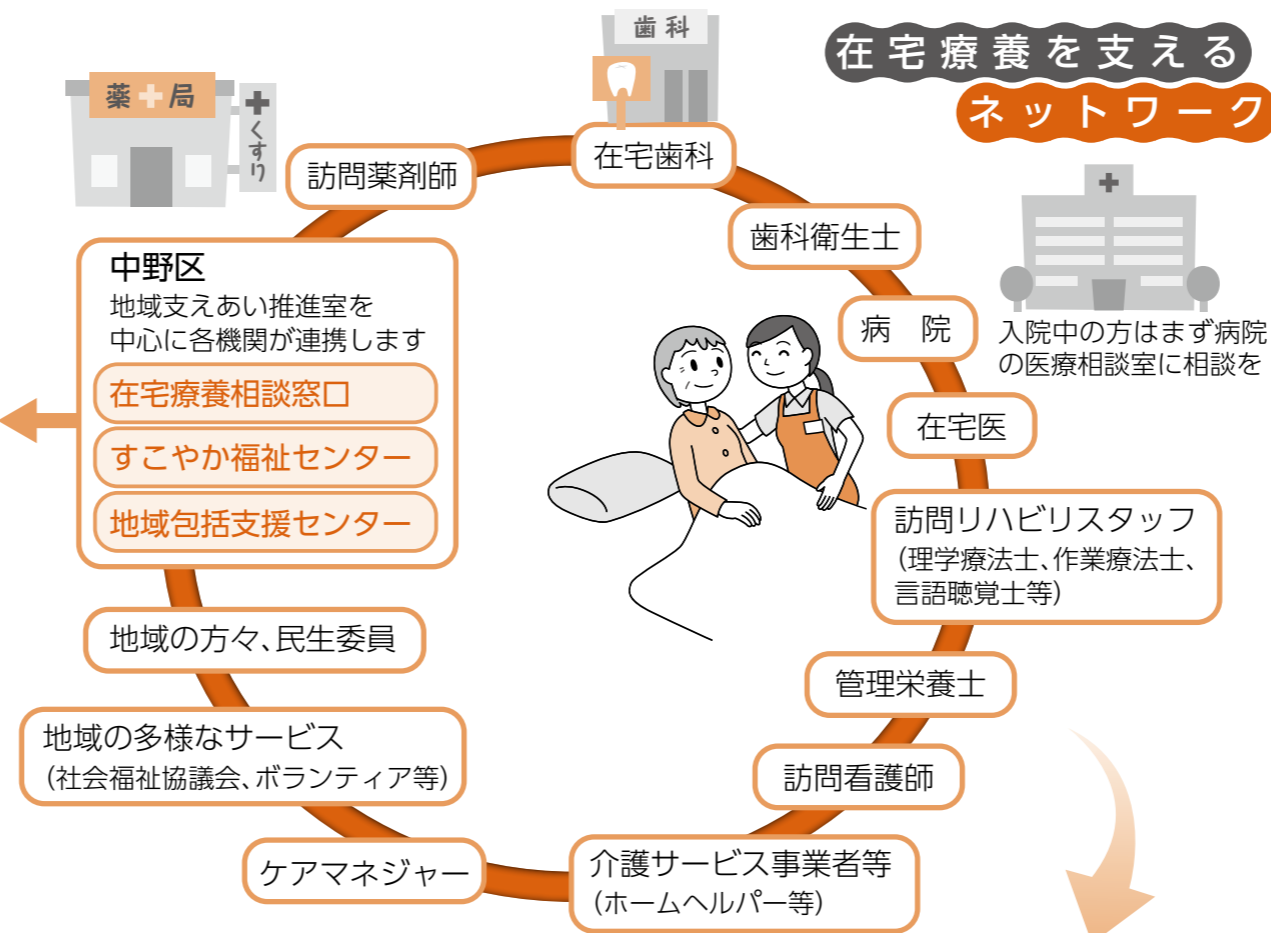 在宅療養を支える
ネットワーク
歯科
薬局
くすり
在宅歯科
訪問薬剤師
歯科衛生士
中野区
地域支えあい推進室を
中心に各機関が連携します
在宅療養相談窓口
すこやか福祉センター
地域包括支援センター
病 院
入院中の方はまず病院
の医療相談室に相談を
在宅医
訪問リハビリスタッフ
(理学療法士、作業療法士、
言語聴覚士等)
管理栄養士
訪問看護師
介護サービス事業者等
(ホームヘルパー等)
ケアマネジャー
地域の多様なサービス
(社会福祉協議会、ボランティア等)
地域の方々、民生委員